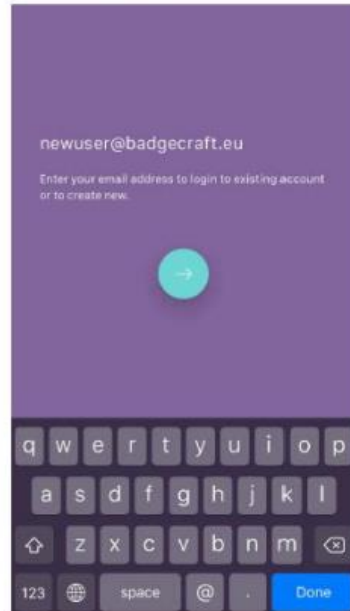 newuser@badgecraft.eu
Enter your email address to login to existing account
or to create new.
→
q w e r t y u i o p
a s d f g h j k l
z x c v b n m
123 space @ . Done